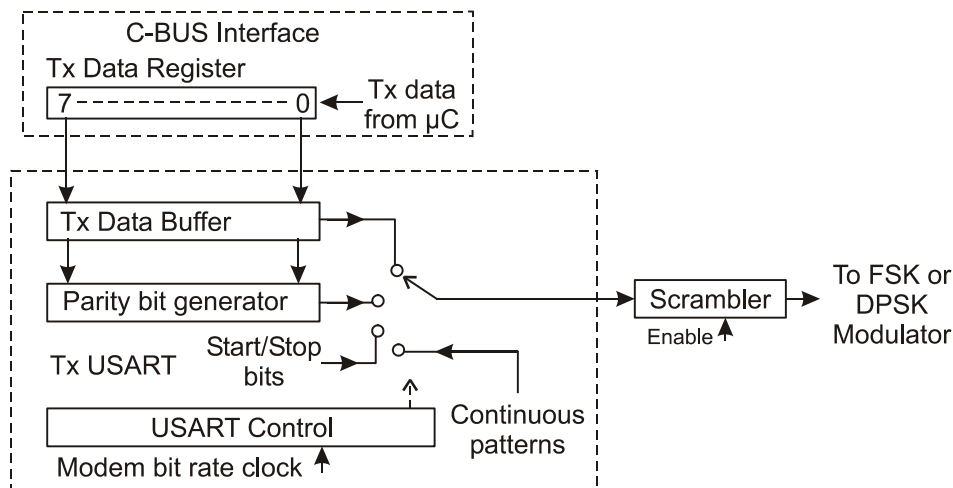 C-BUS Interface
Tx Data Register
7 0
Tx data
from µC
Tx Data Buffer
Parity bit generator
Start/Stop
bits
Tx USART
Continuous
patterns
USART Control
Modem bit rate clock
Scrambler
Enable
To FSK or
DPSK
Modulator